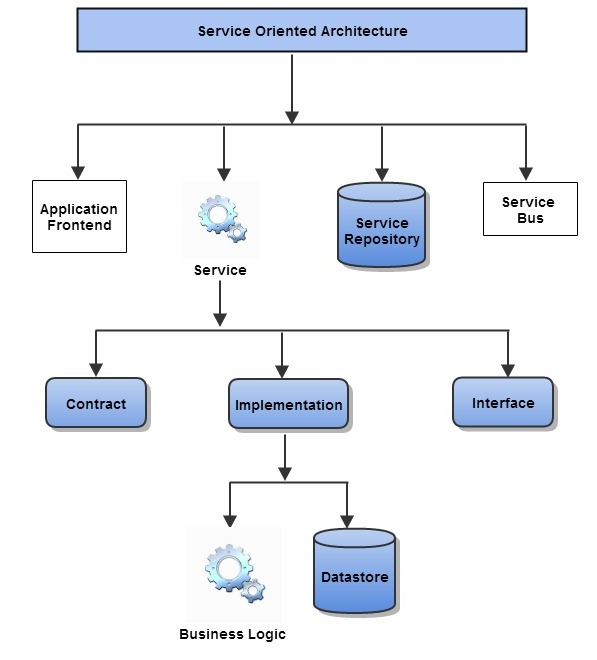 Service Oriented Architecture
Application
Frontend
Service
Service
Repository
Service
Bus
Contract
Implementation
Interface
Business Logic
Datastore